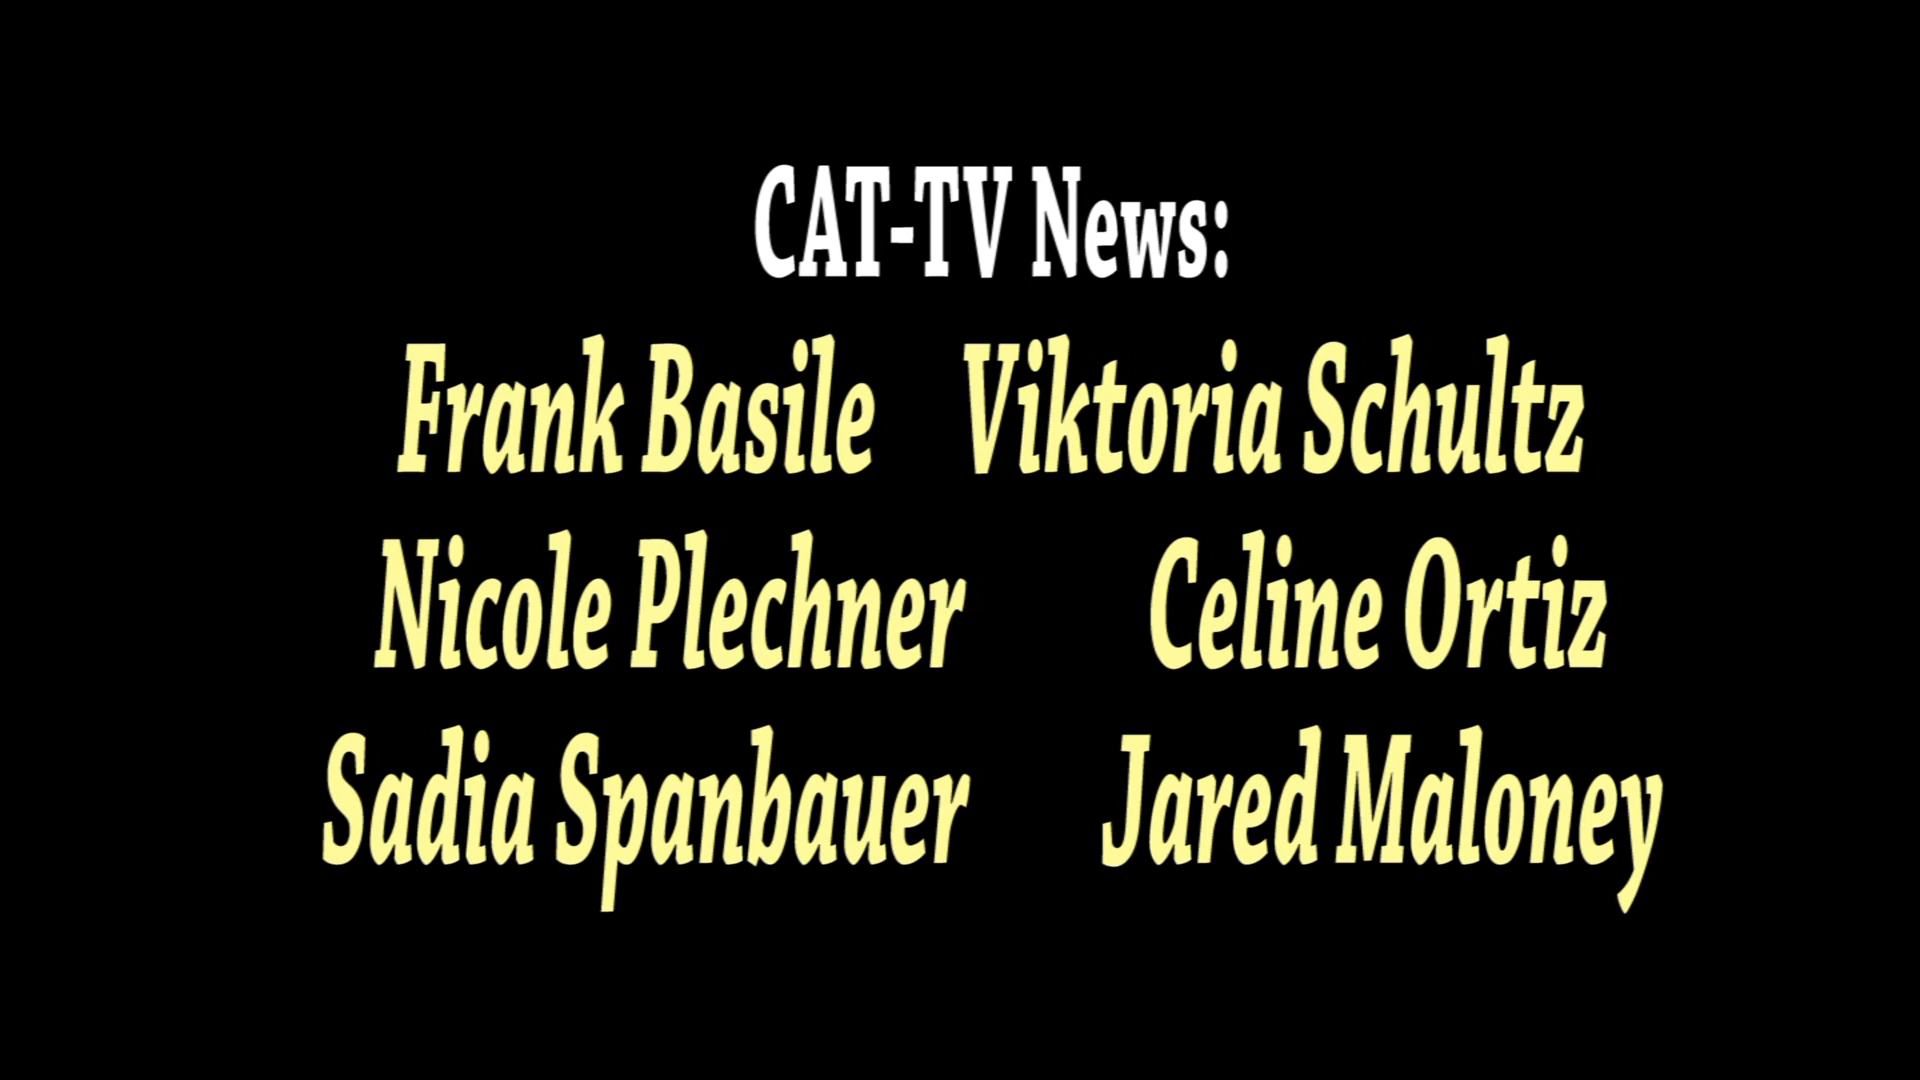 CAT-TV News:
Frank Basile Viktoria Schultz
Nicole Plechner Celine Ortiz
Sadia Spanbauer Jared Maloney